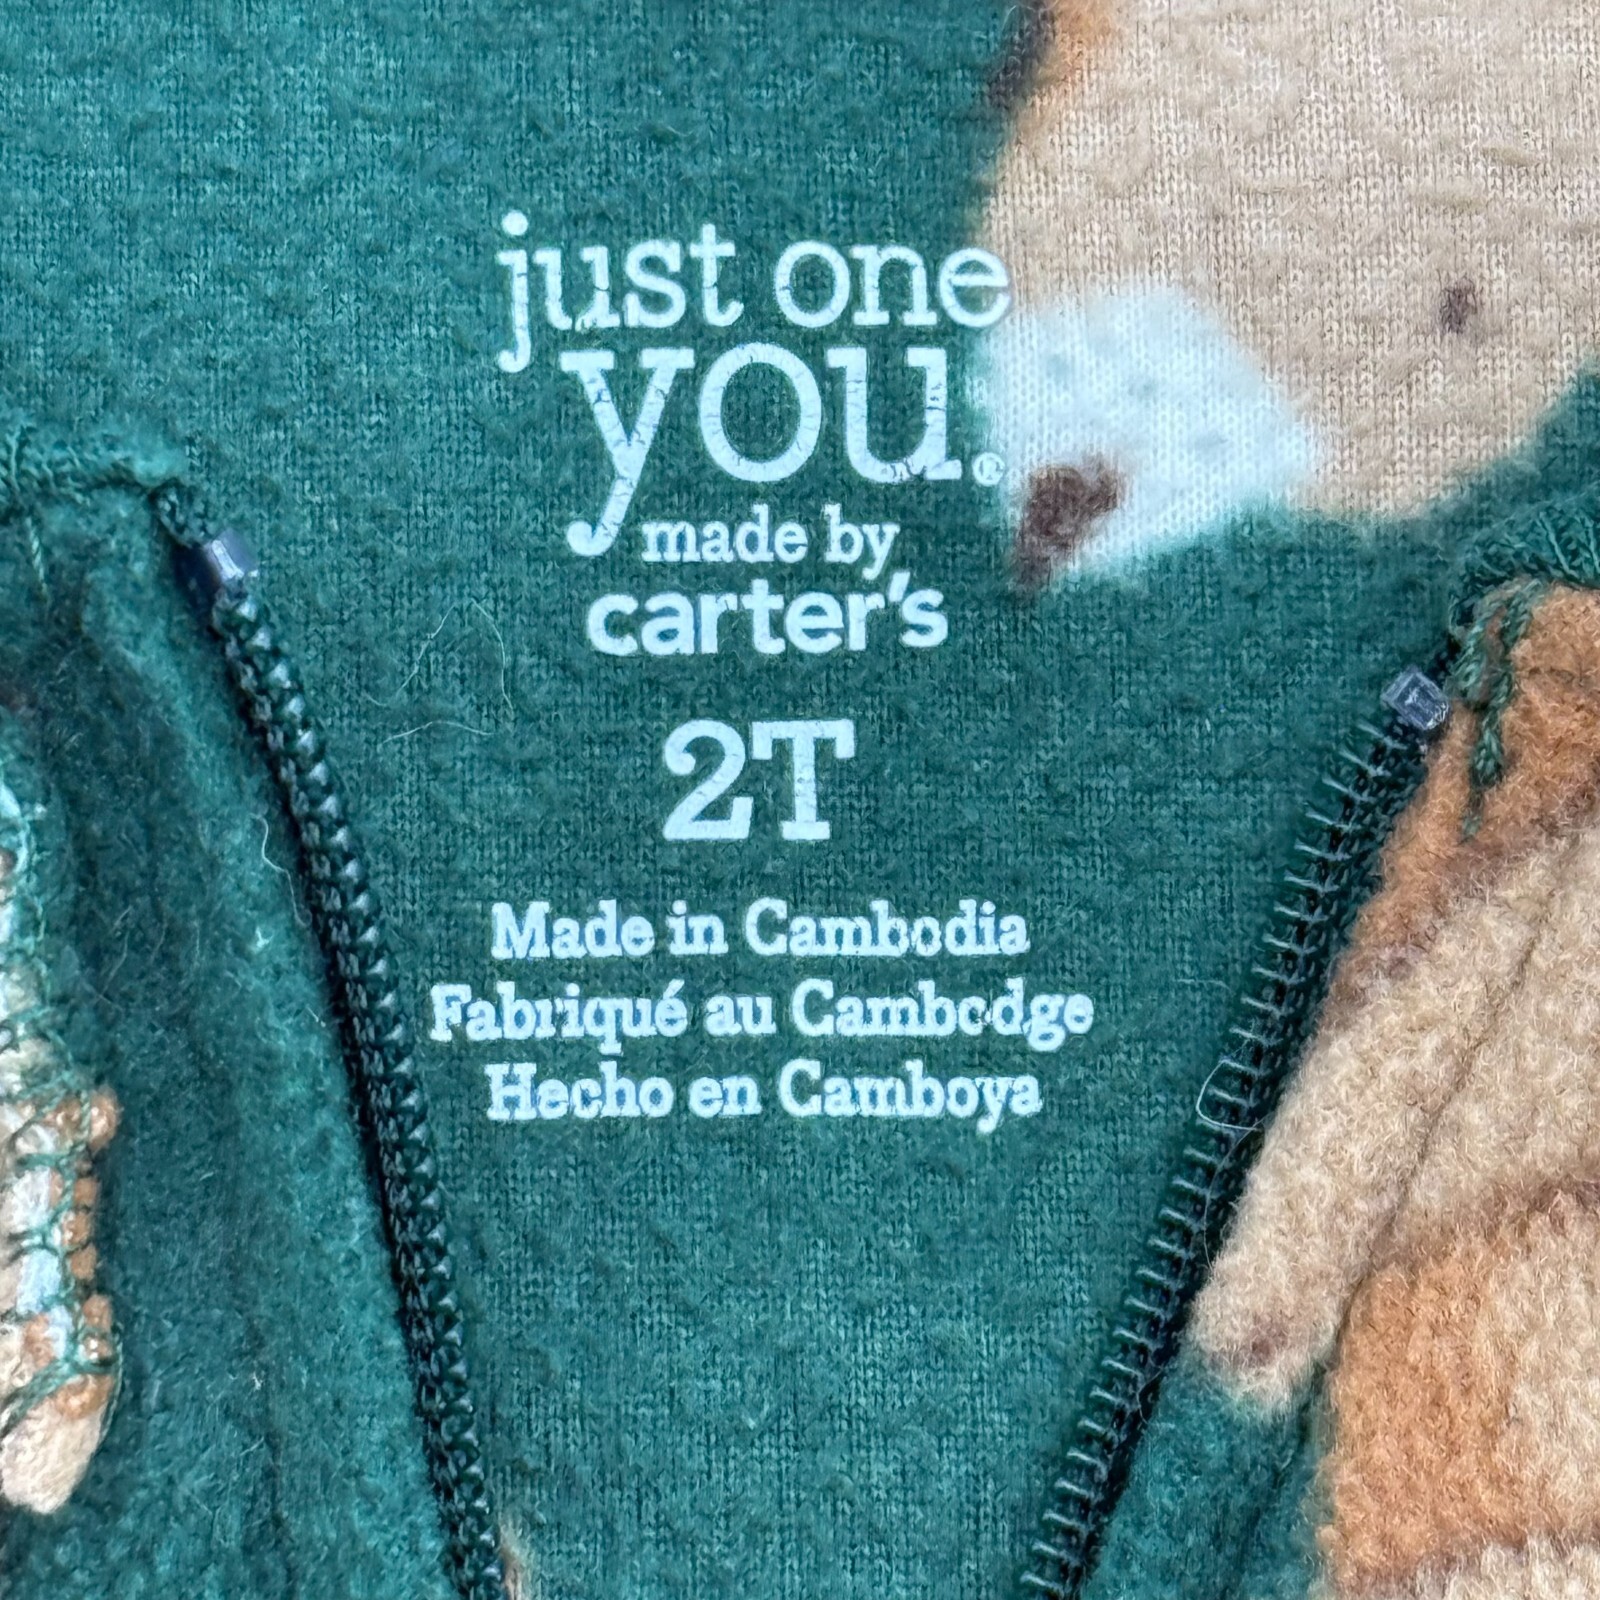 just one
you.®
made by
carter's
2T
Made in Cambodia
Fabriqué au Cambodge
Hecho en Camboya